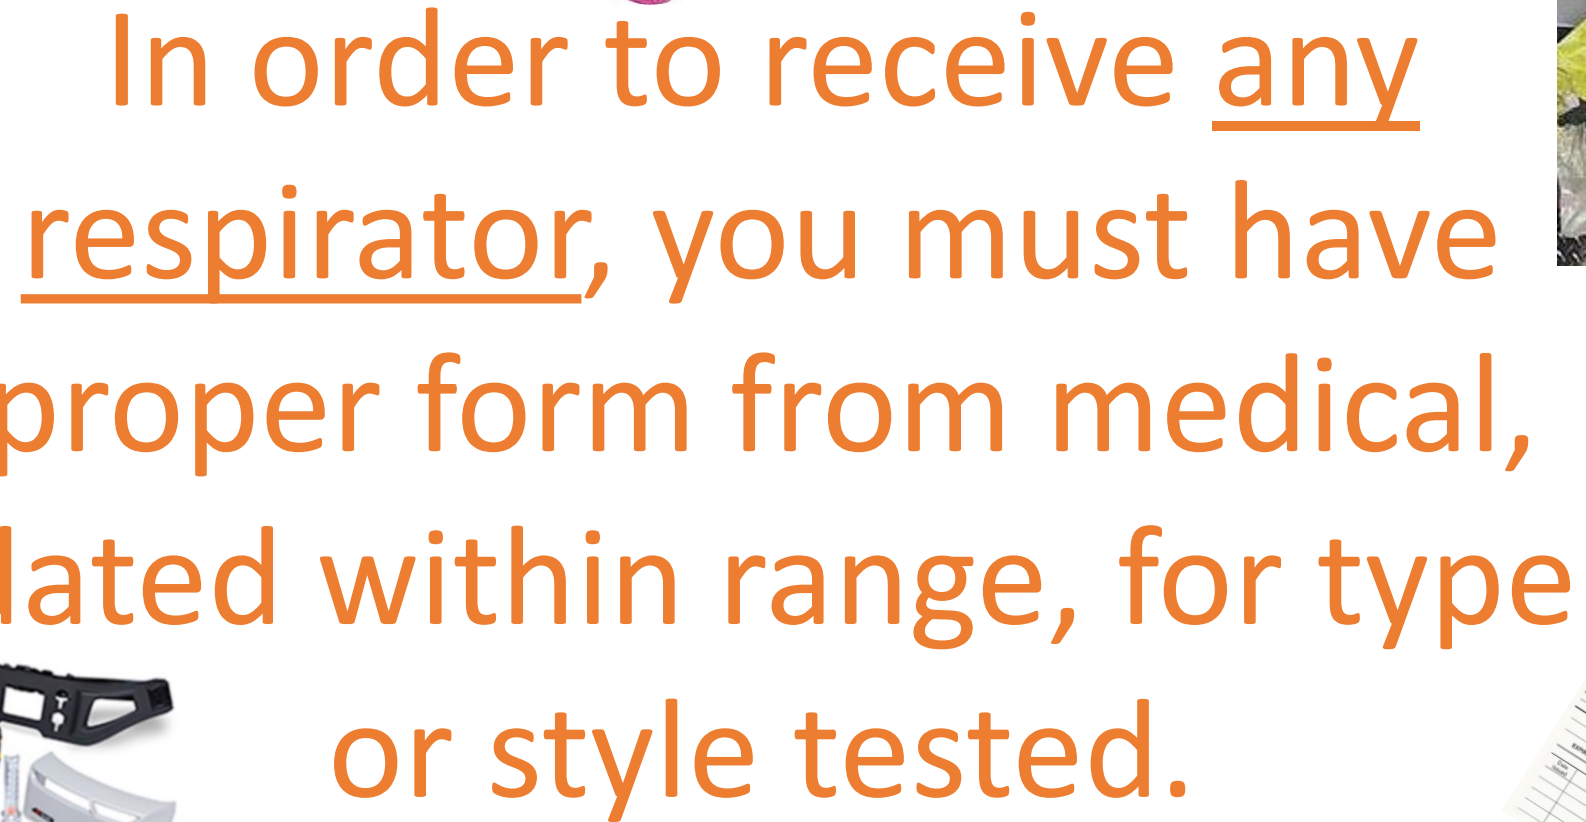 In order to receive any
respirator, you must have
proper form from medical,
dated within range, for type
or style tested.